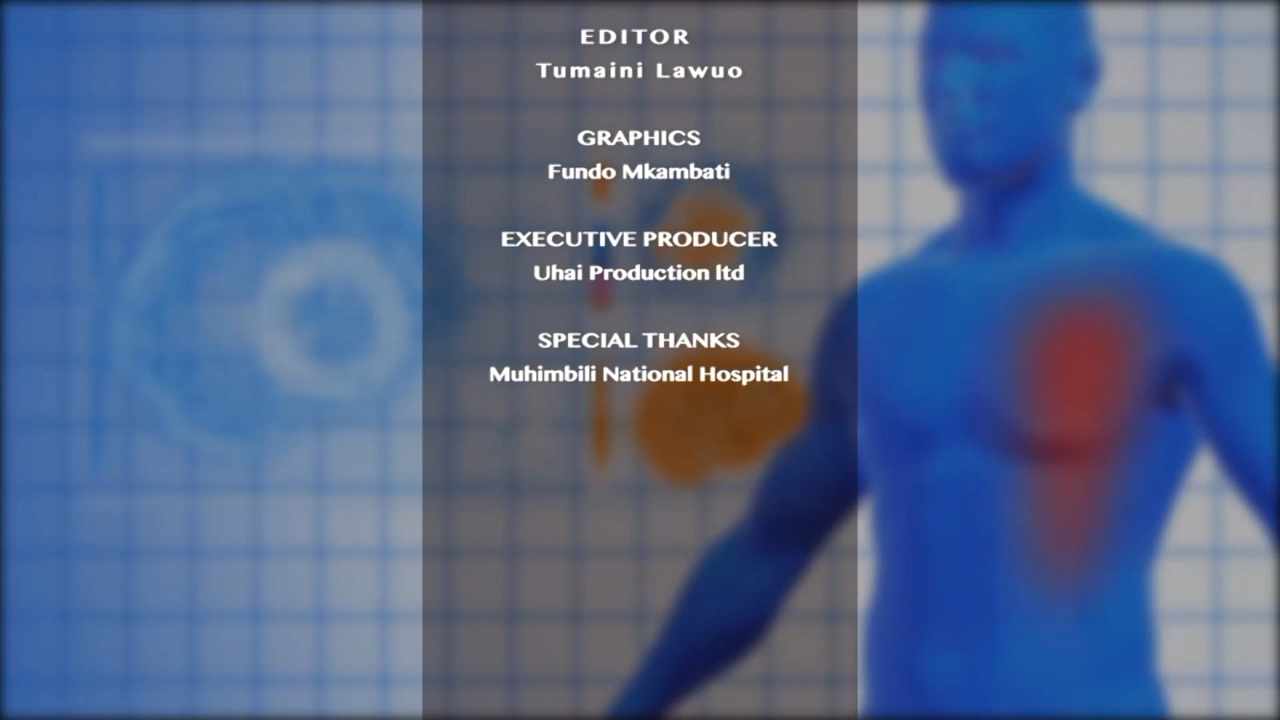 EDITOR
Tumaini Lawuo
GRAPHICS
Fundo Mkambati
EXECUTIVE PRODUCER
Uhai Production ltd
SPECIAL THANKS
Muhimbili National Hospital